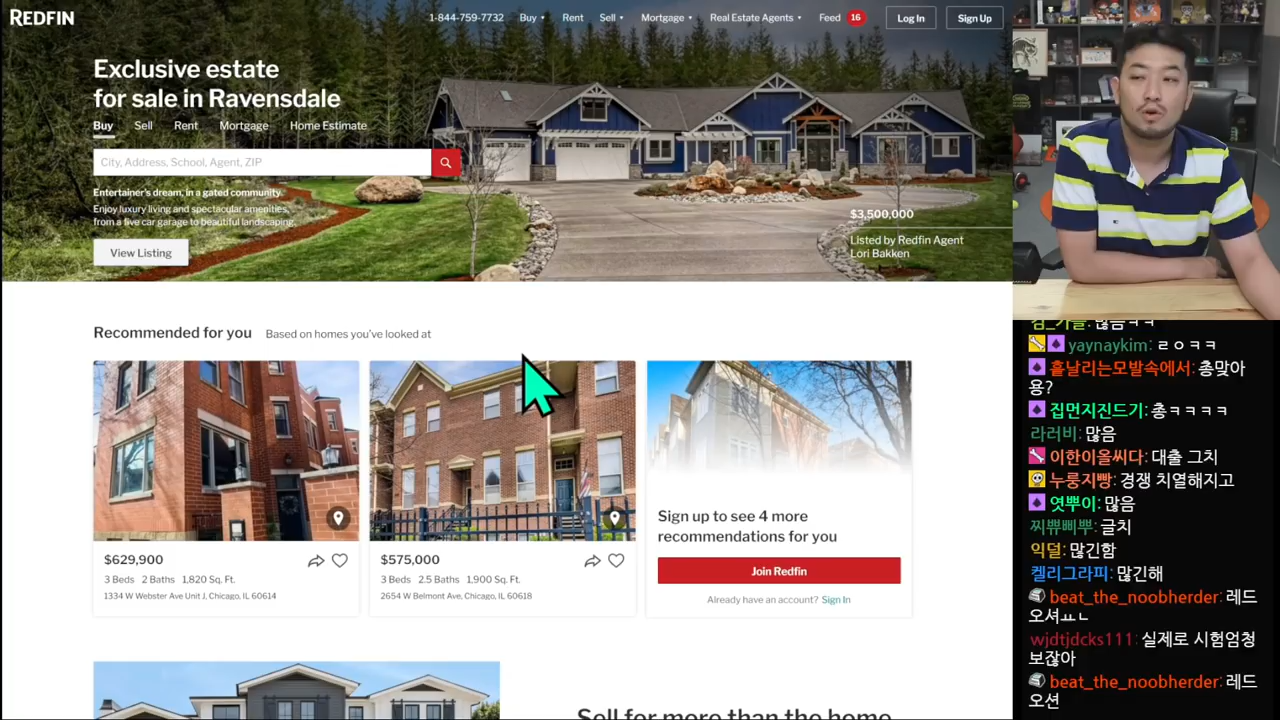 REDFIN
1-844-759-7732 Buy ▾ Rent Sell ▾ Mortgage ▾ Real Estate Agents ▾ Feed 16 Log In Sign Up
Exclusive estate
for sale in Ravensdale
Buy Sell Rent Mortgage Home Estimate
City, Address, School, Agent, ZIP
Entertainer's dream, in a gated community.
Enjoy luxury living and spectacular amenities,
from a five car garage to beautiful landscaping.
View Listing
$3,500,000
Listed by Redfin Agent
Lori Bakken
Recommended for you Based on homes you've looked at
$629,900
3 Beds 2 Baths 1,820 Sq. Ft.
1334 W Webster Ave Unit J, Chicago, IL 60614
$575,000
3 Beds 2.5 Baths 1,900 Sq. Ft.
2654 W Belmont Ave, Chicago, IL 60618
Sign up to see 4 more
recommendations for you
Join Redfin
Already have an account? Sign In
Sell for more than the home
yaynaykim: ㄹㅇㅋㅋ
흩날리는모발속에서: 총맞아
용?
집먼지진드기: 총ㅋㅋㅋㅋ
라러비: 많음
이한이올씨다: 대출 그치
누룽지빵: 경쟁 치열해지고
엿뿌이: 많음
찌쀼삐뿌: 글치
익덜: 많긴함
켈리그라피: 많긴해
beat_the_noobherder: 레드
오셔ㅛㄴ
wjdtjdcks111: 실제로 시험엄청
보잖아
beat_the_noobherder: 레드
오션